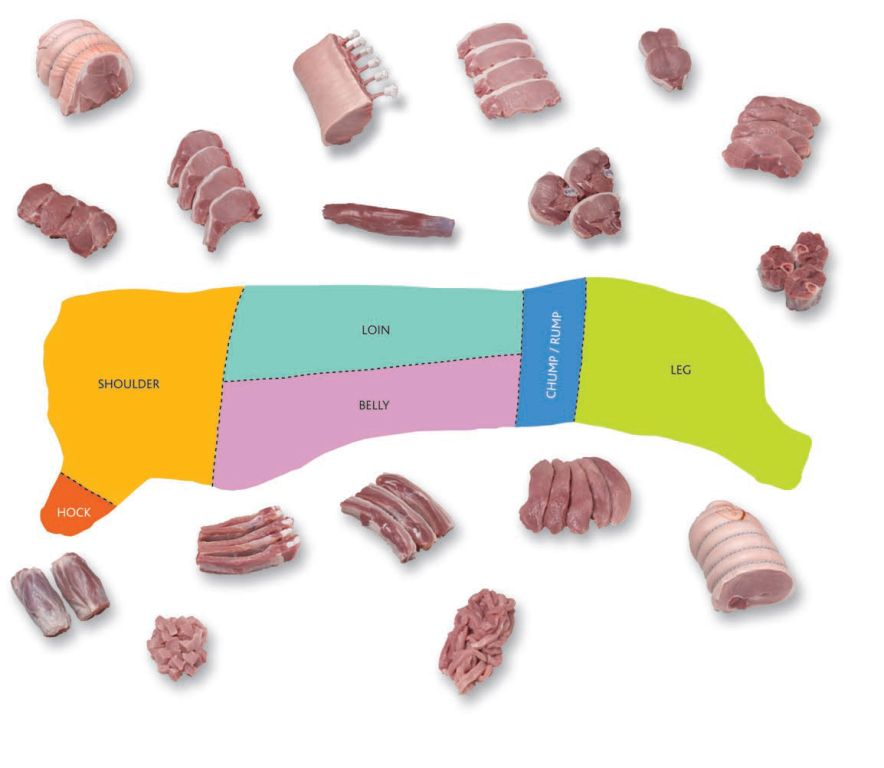 LOIN
CHUMP / RUMP
LEG
SHOULDER
BELLY
HOCK